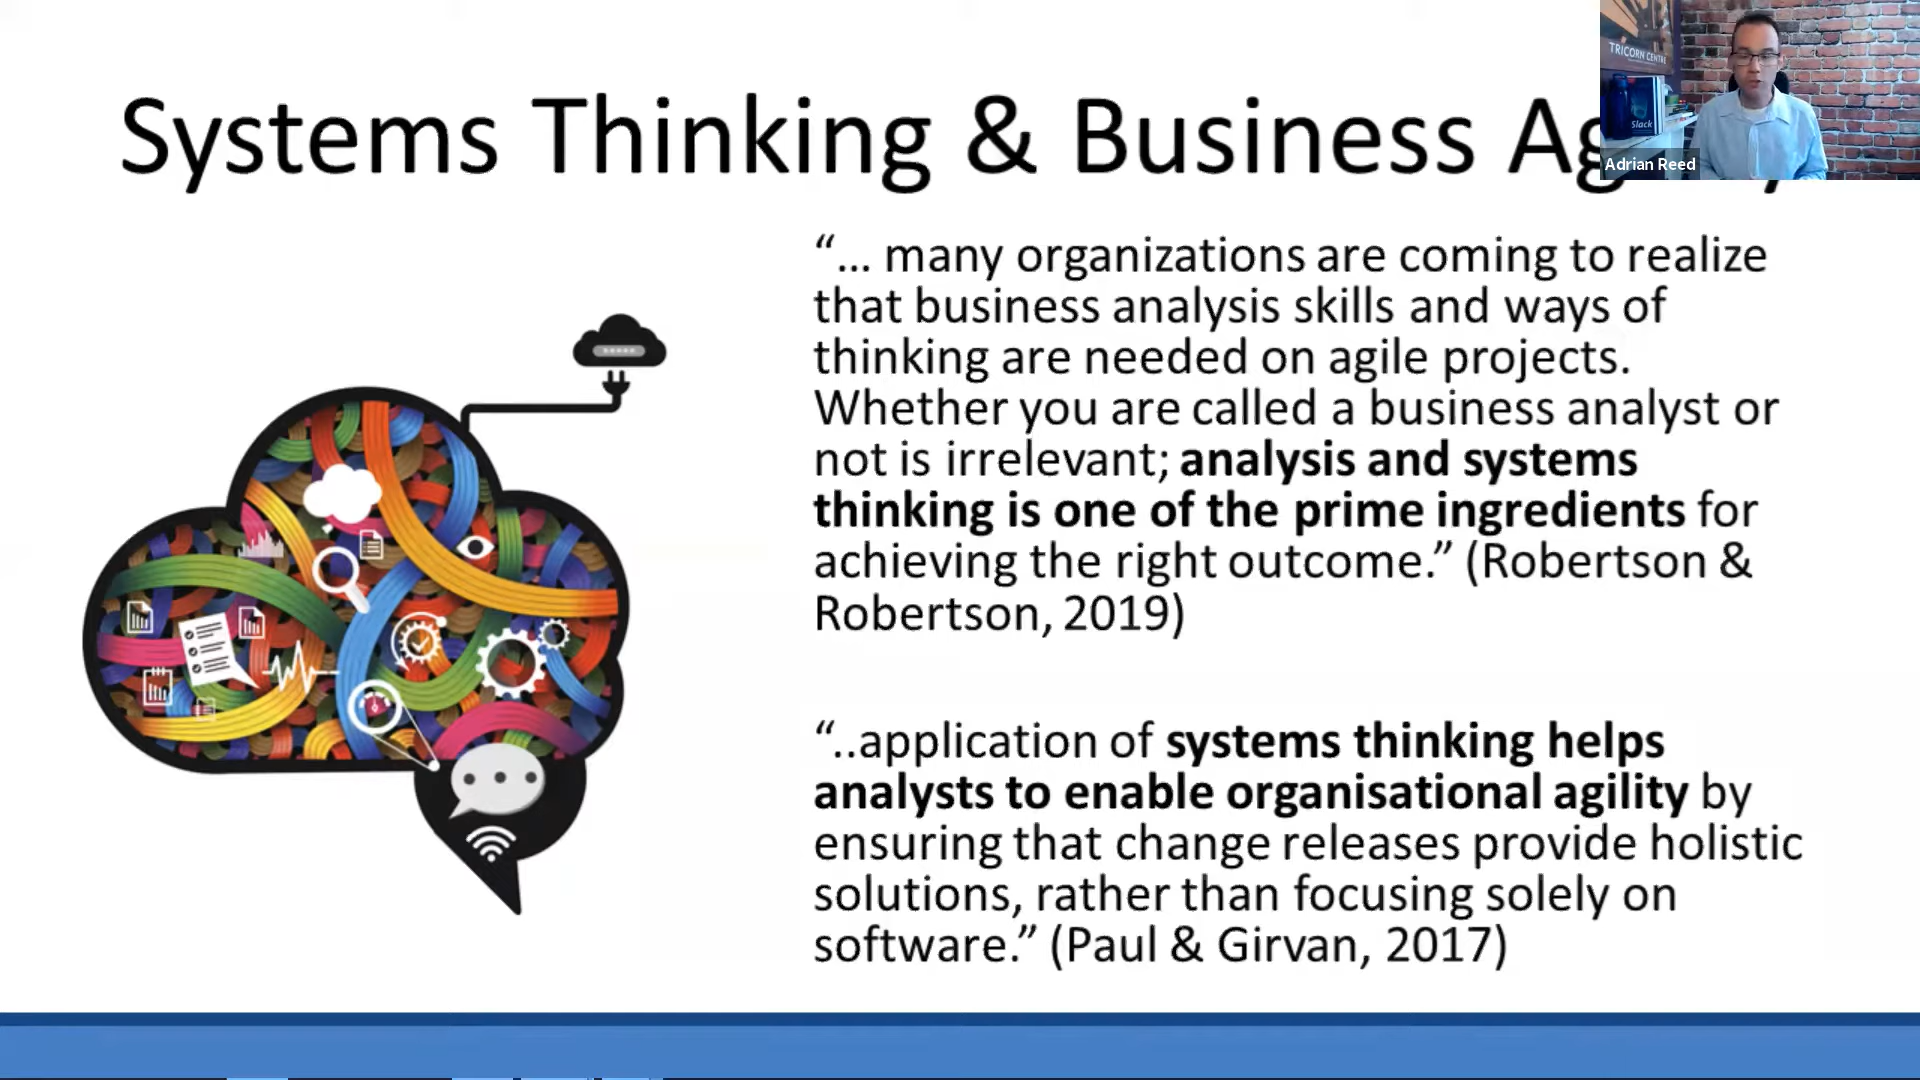 Systems Thinking & Business
TRICORN CENTRE
Slack
Adrian Reed
“... many organizations are coming to realize
that business analysis skills and ways of
thinking are needed on agile projects.
Whether you are called a business analyst or
not is irrelevant; analysis and systems
thinking is one of the prime ingredients for
achieving the right outcome.” (Robertson &
Robertson, 2019)
“..application of systems thinking helps
analysts to enable organisational agility by
ensuring that change releases provide holistic
solutions, rather than focusing solely on
software.” (Paul & Girvan, 2017)